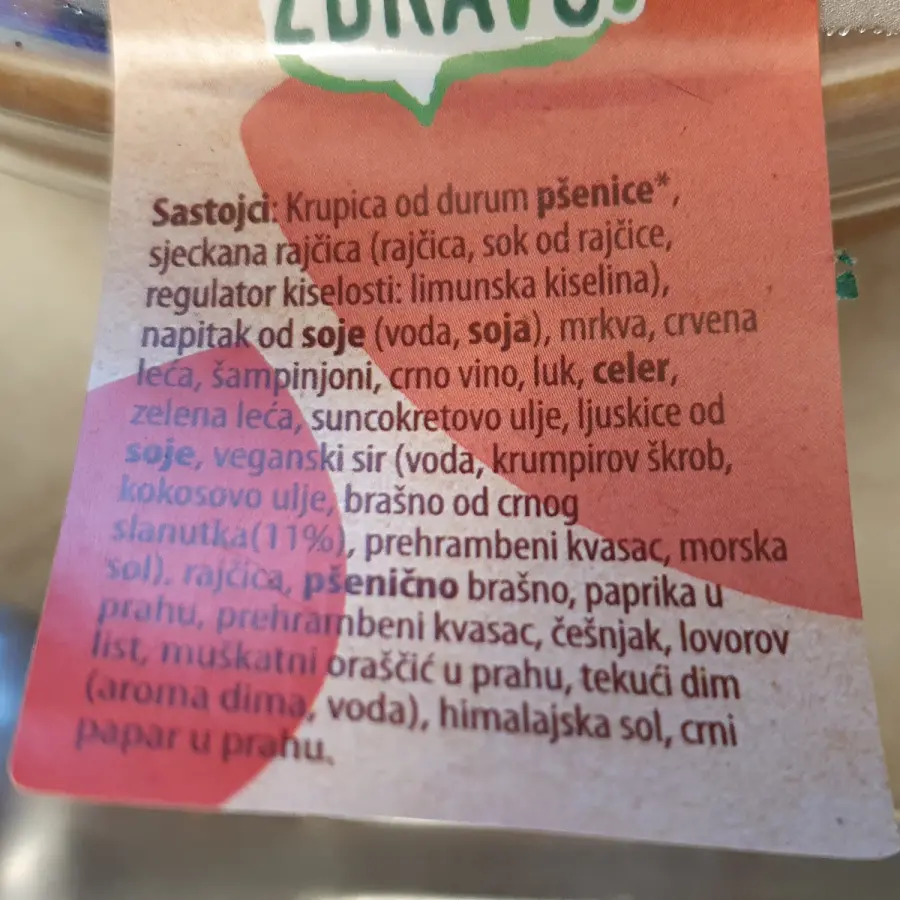 ZDRAVO!
Sastojci: Krupica od durum pšenice*,
sjeckana rajčica (rajčica, sok od rajčice,
regulator kiselosti: limunska kiselina),
napitak od soje (voda, soja), mrkva, crvena
leća, šampinjoni, crno vino, luk, celer,
zelena leća, suncokretovo ulje, ljuskice od
soje, veganski sir (voda, krumpirov škrob,
kokosovo ulje, brašno od crnog
slanutka(11%), prehrambeni kvasac, morska
sol). rajčica, pšenično brašno, paprika u
prahu, prehrambeni kvasac, češnjak, lovorov
list, muškatni oraščić u prahu, tekući dim
(aroma dima, voda), himalajska sol, crni
papar u prahu.